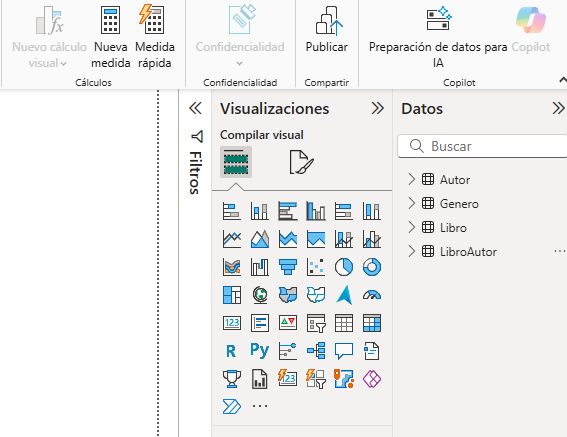 Nuevo cálculo visual
Nueva medida
Medida rápida
Confidencialidad
Publicar
Preparación de datos para IA
Copilot
Cálculos
Confidencialidad
Compartir
Copilot
Filtros
Visualizaciones
Compilar visual
123
R
Py
123
Datos
Buscar
Autor
Genero
Libro
LibroAutor